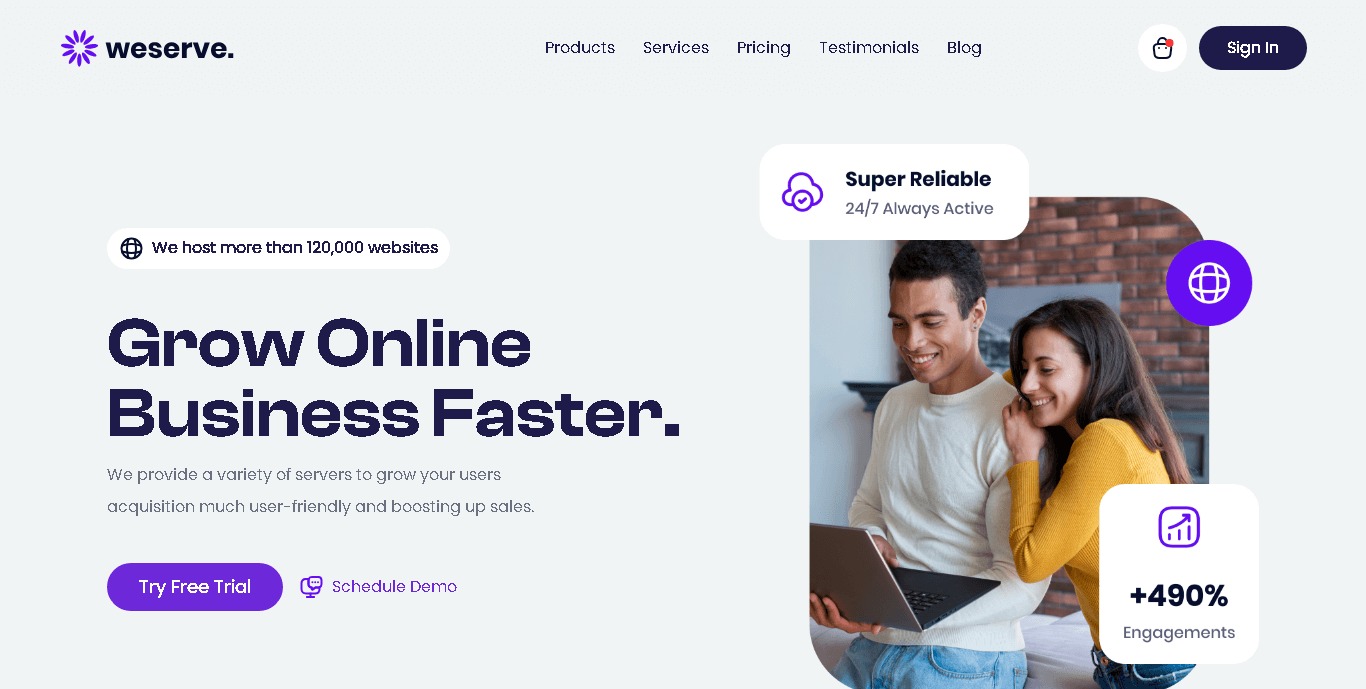 weserve.
Products
Services
Pricing
Testimonials
Blog
Sign In
Super Reliable
24/7 Always Active
We host more than 120,000 websites
Grow Online
Business Faster.
We provide a variety of servers to grow your users
acquisition much user-friendly and boosting up sales.
Try Free Trial
Schedule Demo
+490%
Engagements